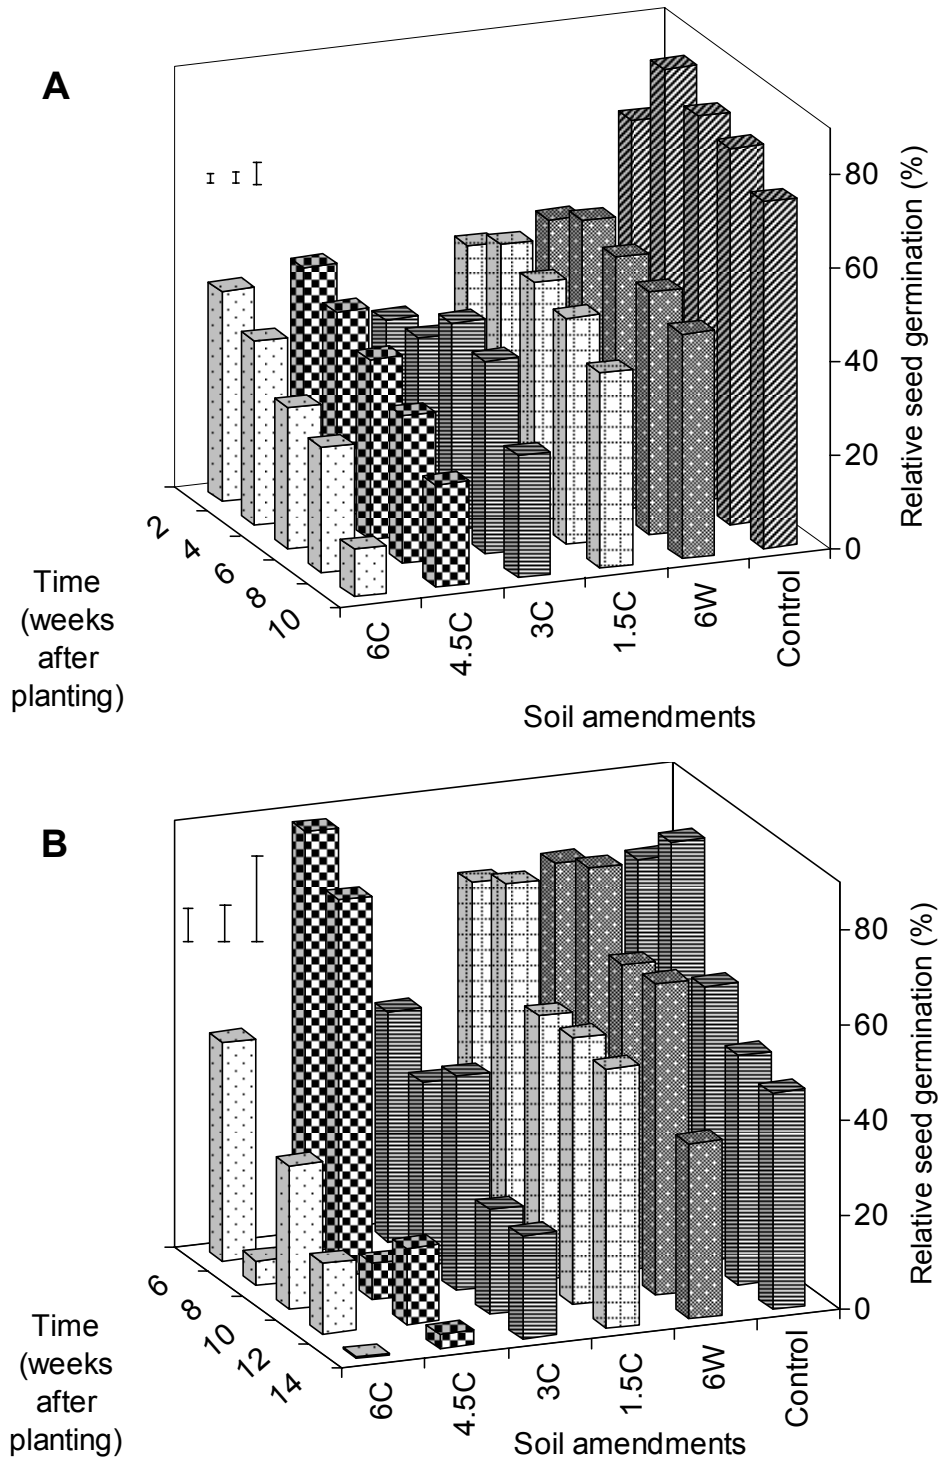 A
80
60
40
20
0
Relative seed germination (%)
2
4
6
8
10
Time
(weeks
after
planting)
6C
4.5C
3C
1.5C
6W
Control
Soil amendments
B
80
60
40
20
0
Relative seed germination (%)
6
8
10
12
14
Time
(weeks
after
planting)
6C
4.5C
3C
1.5C
6W
Control
Soil amendments